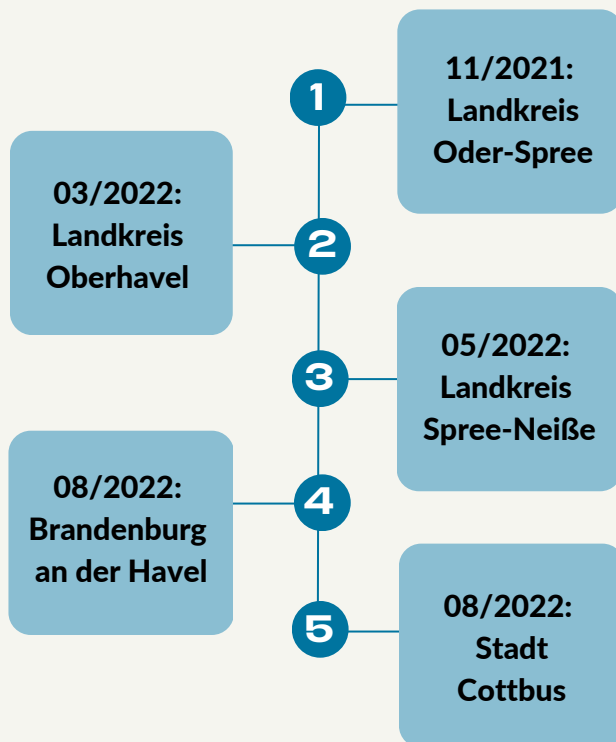 1
11/2021:
Landkreis
Oder-Spree
03/2022:
Landkreis
Oberhavel
2
3
05/2022:
Landkreis
Spree-Neiße
08/2022:
Brandenburg
an der Havel
4
5
08/2022:
Stadt
Cottbus